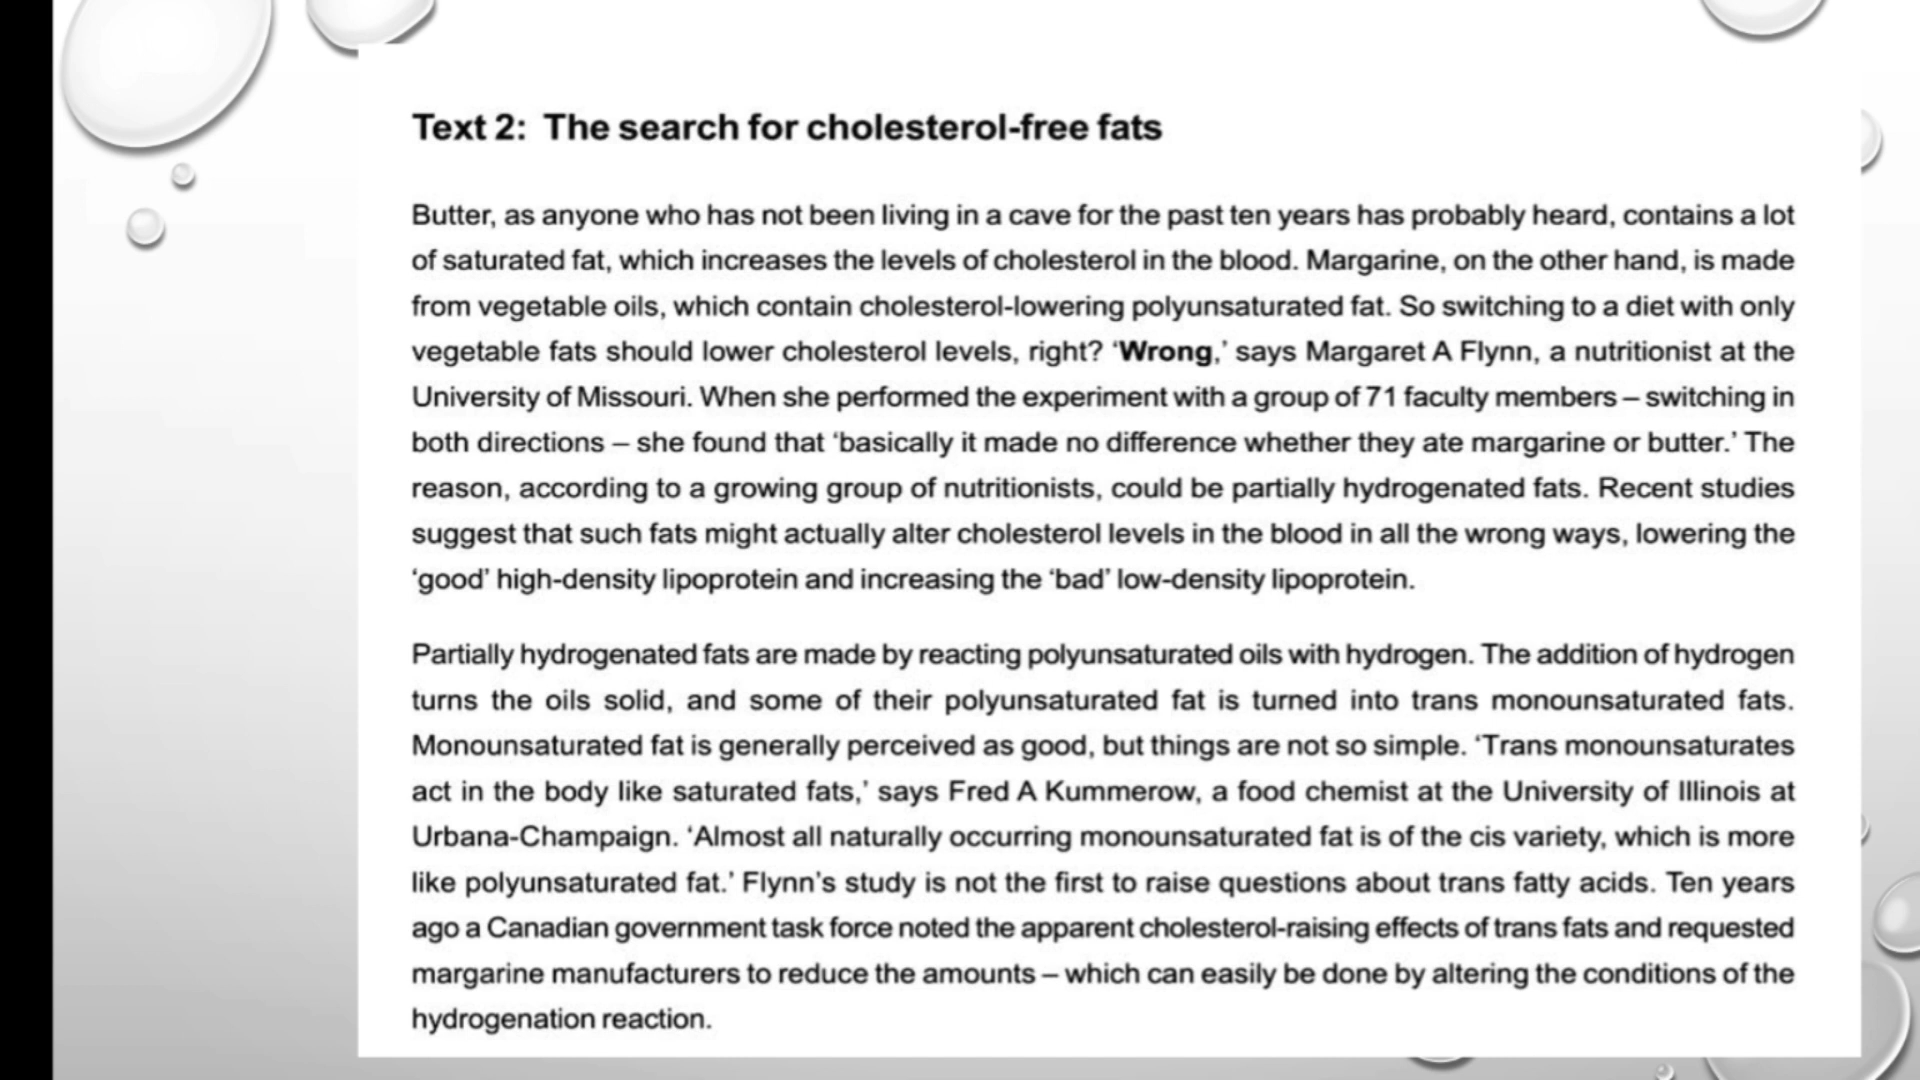 Text 2: The search for cholesterol-free fats
Butter, as anyone who has not been living in a cave for the past ten years has probably heard, contains a lot
of saturated fat, which increases the levels of cholesterol in the blood. Margarine, on the other hand, is made
from vegetable oils, which contain cholesterol-lowering polyunsaturated fat. So switching to a diet with only
vegetable fats should lower cholesterol levels, right? ‘Wrong,’ says Margaret A Flynn, a nutritionist at the
University of Missouri. When she performed the experiment with a group of 71 faculty members – switching in
both directions – she found that ‘basically it made no difference whether they ate margarine or butter.’ The
reason, according to a growing group of nutritionists, could be partially hydrogenated fats. Recent studies
suggest that such fats might actually alter cholesterol levels in the blood in all the wrong ways, lowering the
‘good’ high-density lipoprotein and increasing the ‘bad’ low-density lipoprotein.
Partially hydrogenated fats are made by reacting polyunsaturated oils with hydrogen. The addition of hydrogen
turns the oils solid, and some of their polyunsaturated fat is turned into trans monounsaturated fats.
Monounsaturated fat is generally perceived as good, but things are not so simple. ‘Trans monounsaturates
act in the body like saturated fats,’ says Fred A Kummerow, a food chemist at the University of Illinois at
Urbana-Champaign. ‘Almost all naturally occurring monounsaturated fat is of the cis variety, which is more
like polyunsaturated fat.’ Flynn’s study is not the first to raise questions about trans fatty acids. Ten years
ago a Canadian government task force noted the apparent cholesterol-raising effects of trans fats and requested
margarine manufacturers to reduce the amounts – which can easily be done by altering the conditions of the
hydrogenation reaction.